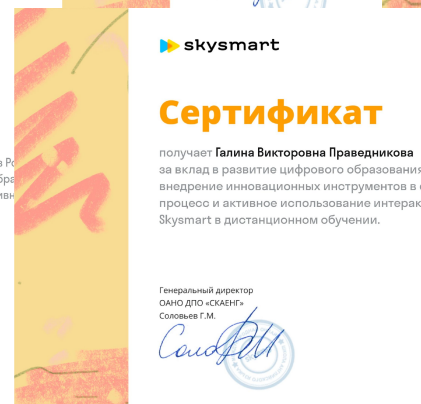 skysmart
Сертификат
получает Галина Викторовна Праведникова
за вклад в развитие цифрового образования
внедрение инновационных инструментов в
процесс и активное использование
Skysmart в дистанционном обучении.
Генеральный директор
ОАНО ДПО «СКАЕНГ»
Соловьев Г.М.